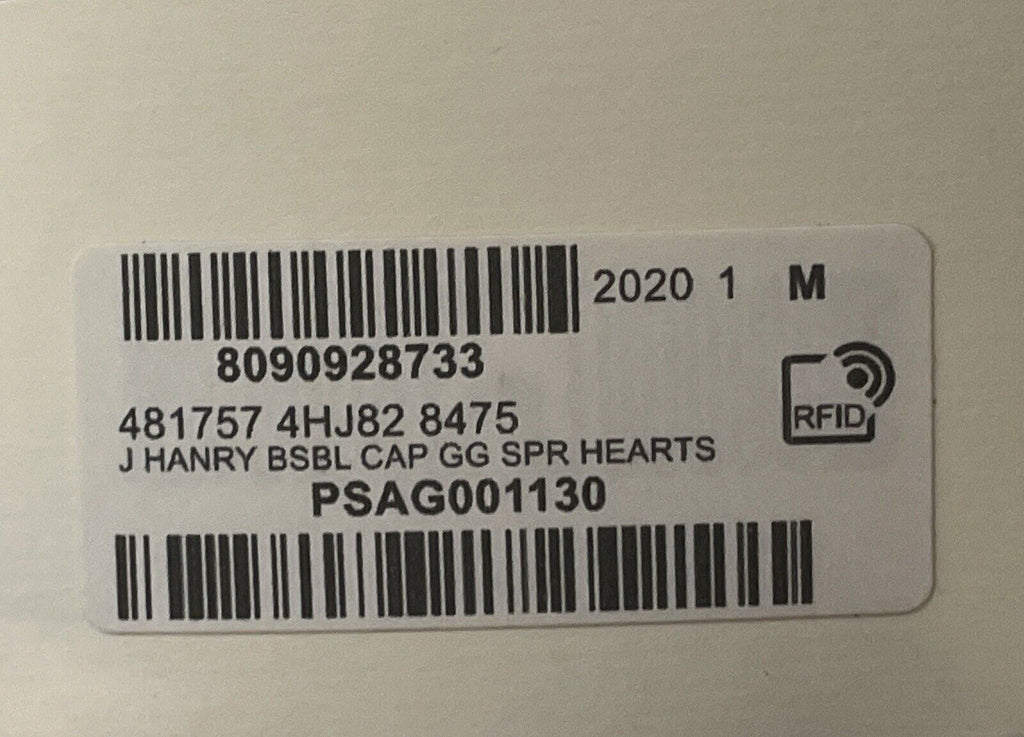 2020 1 M
8090928733
RFID
481757 4HJ82 8475
J HANRY BSBL CAP GG SPR HEARTS
PSAG001130